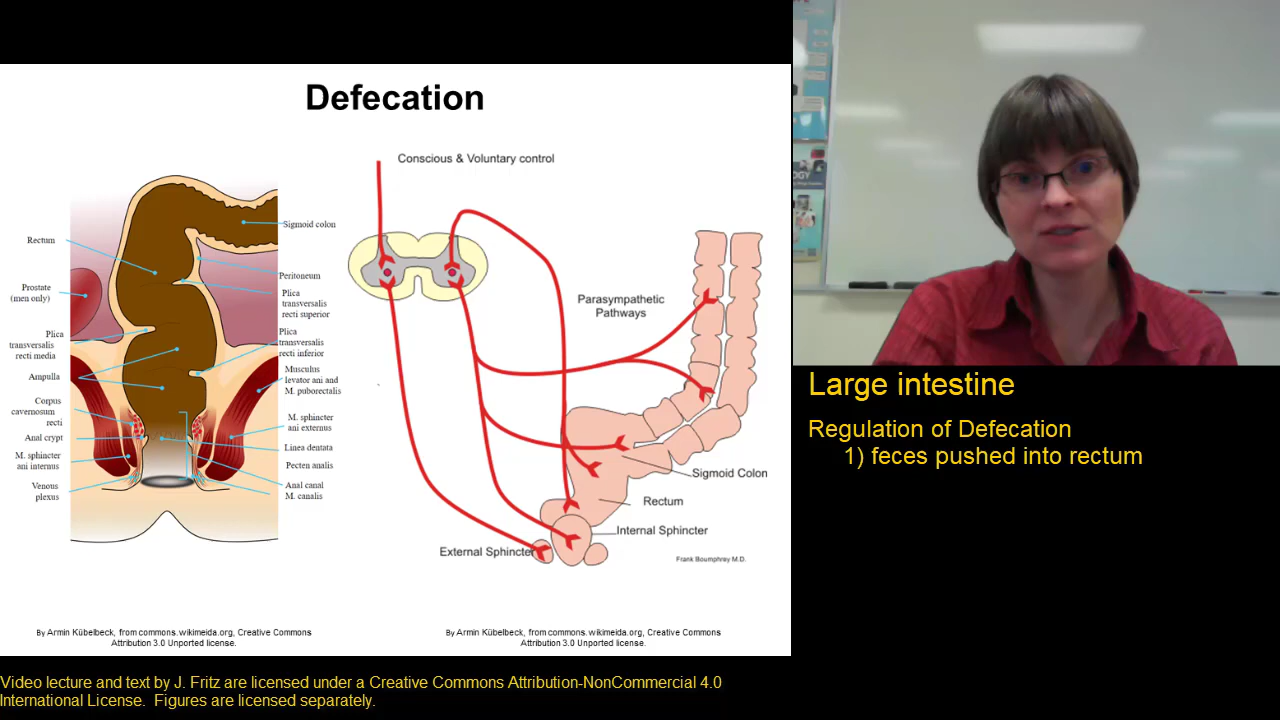 Defecation
Conscious & Voluntary control
Sigmoid colon
Rectum
Peritoneum
Prostate
(men only)
Plica
transversalis
recti superior
Plica
transversalis
recti media
Plica
transversalis
recti inferior
Ampulla
Musculus
levator ani and
M. puborectalis
Corpus
cavernosum
recti
M. sphincter
ani externus
Anal crypt
Linea dentata
M. sphincter
ani internus
Pecten analis
Venous
plexus
Anal canal
M. canalis
Parasympathetic
Pathways
Sigmoid Colon
Rectum
Internal Sphincter
External Sphincter
Frank Boumphrey M.D.
By Armin Kübelbeck, from commons.wikimeida.org, Creative Commons
Attribution 3.0 Unported license.
By Armin Kübelbeck, from commons.wikimeida.org, Creative Commons
Attribution 3.0 Unported license.
Large intestine
Regulation of Defecation
1) feces pushed into rectum
Video lecture and text by J. Fritz are licensed under a Creative Commons Attribution-NonCommercial 4.0
International License. Figures are licensed separately.